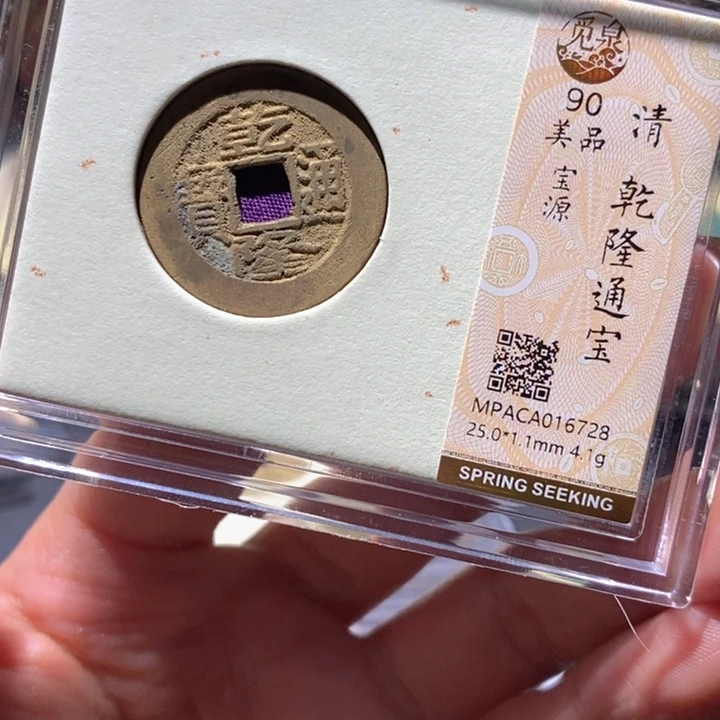 乾隆通寶
觅泉
90
美品
宝源
清
乾隆通宝
MPACA016728
25.0*1.1mm 4.1g
SPRING SEEKING